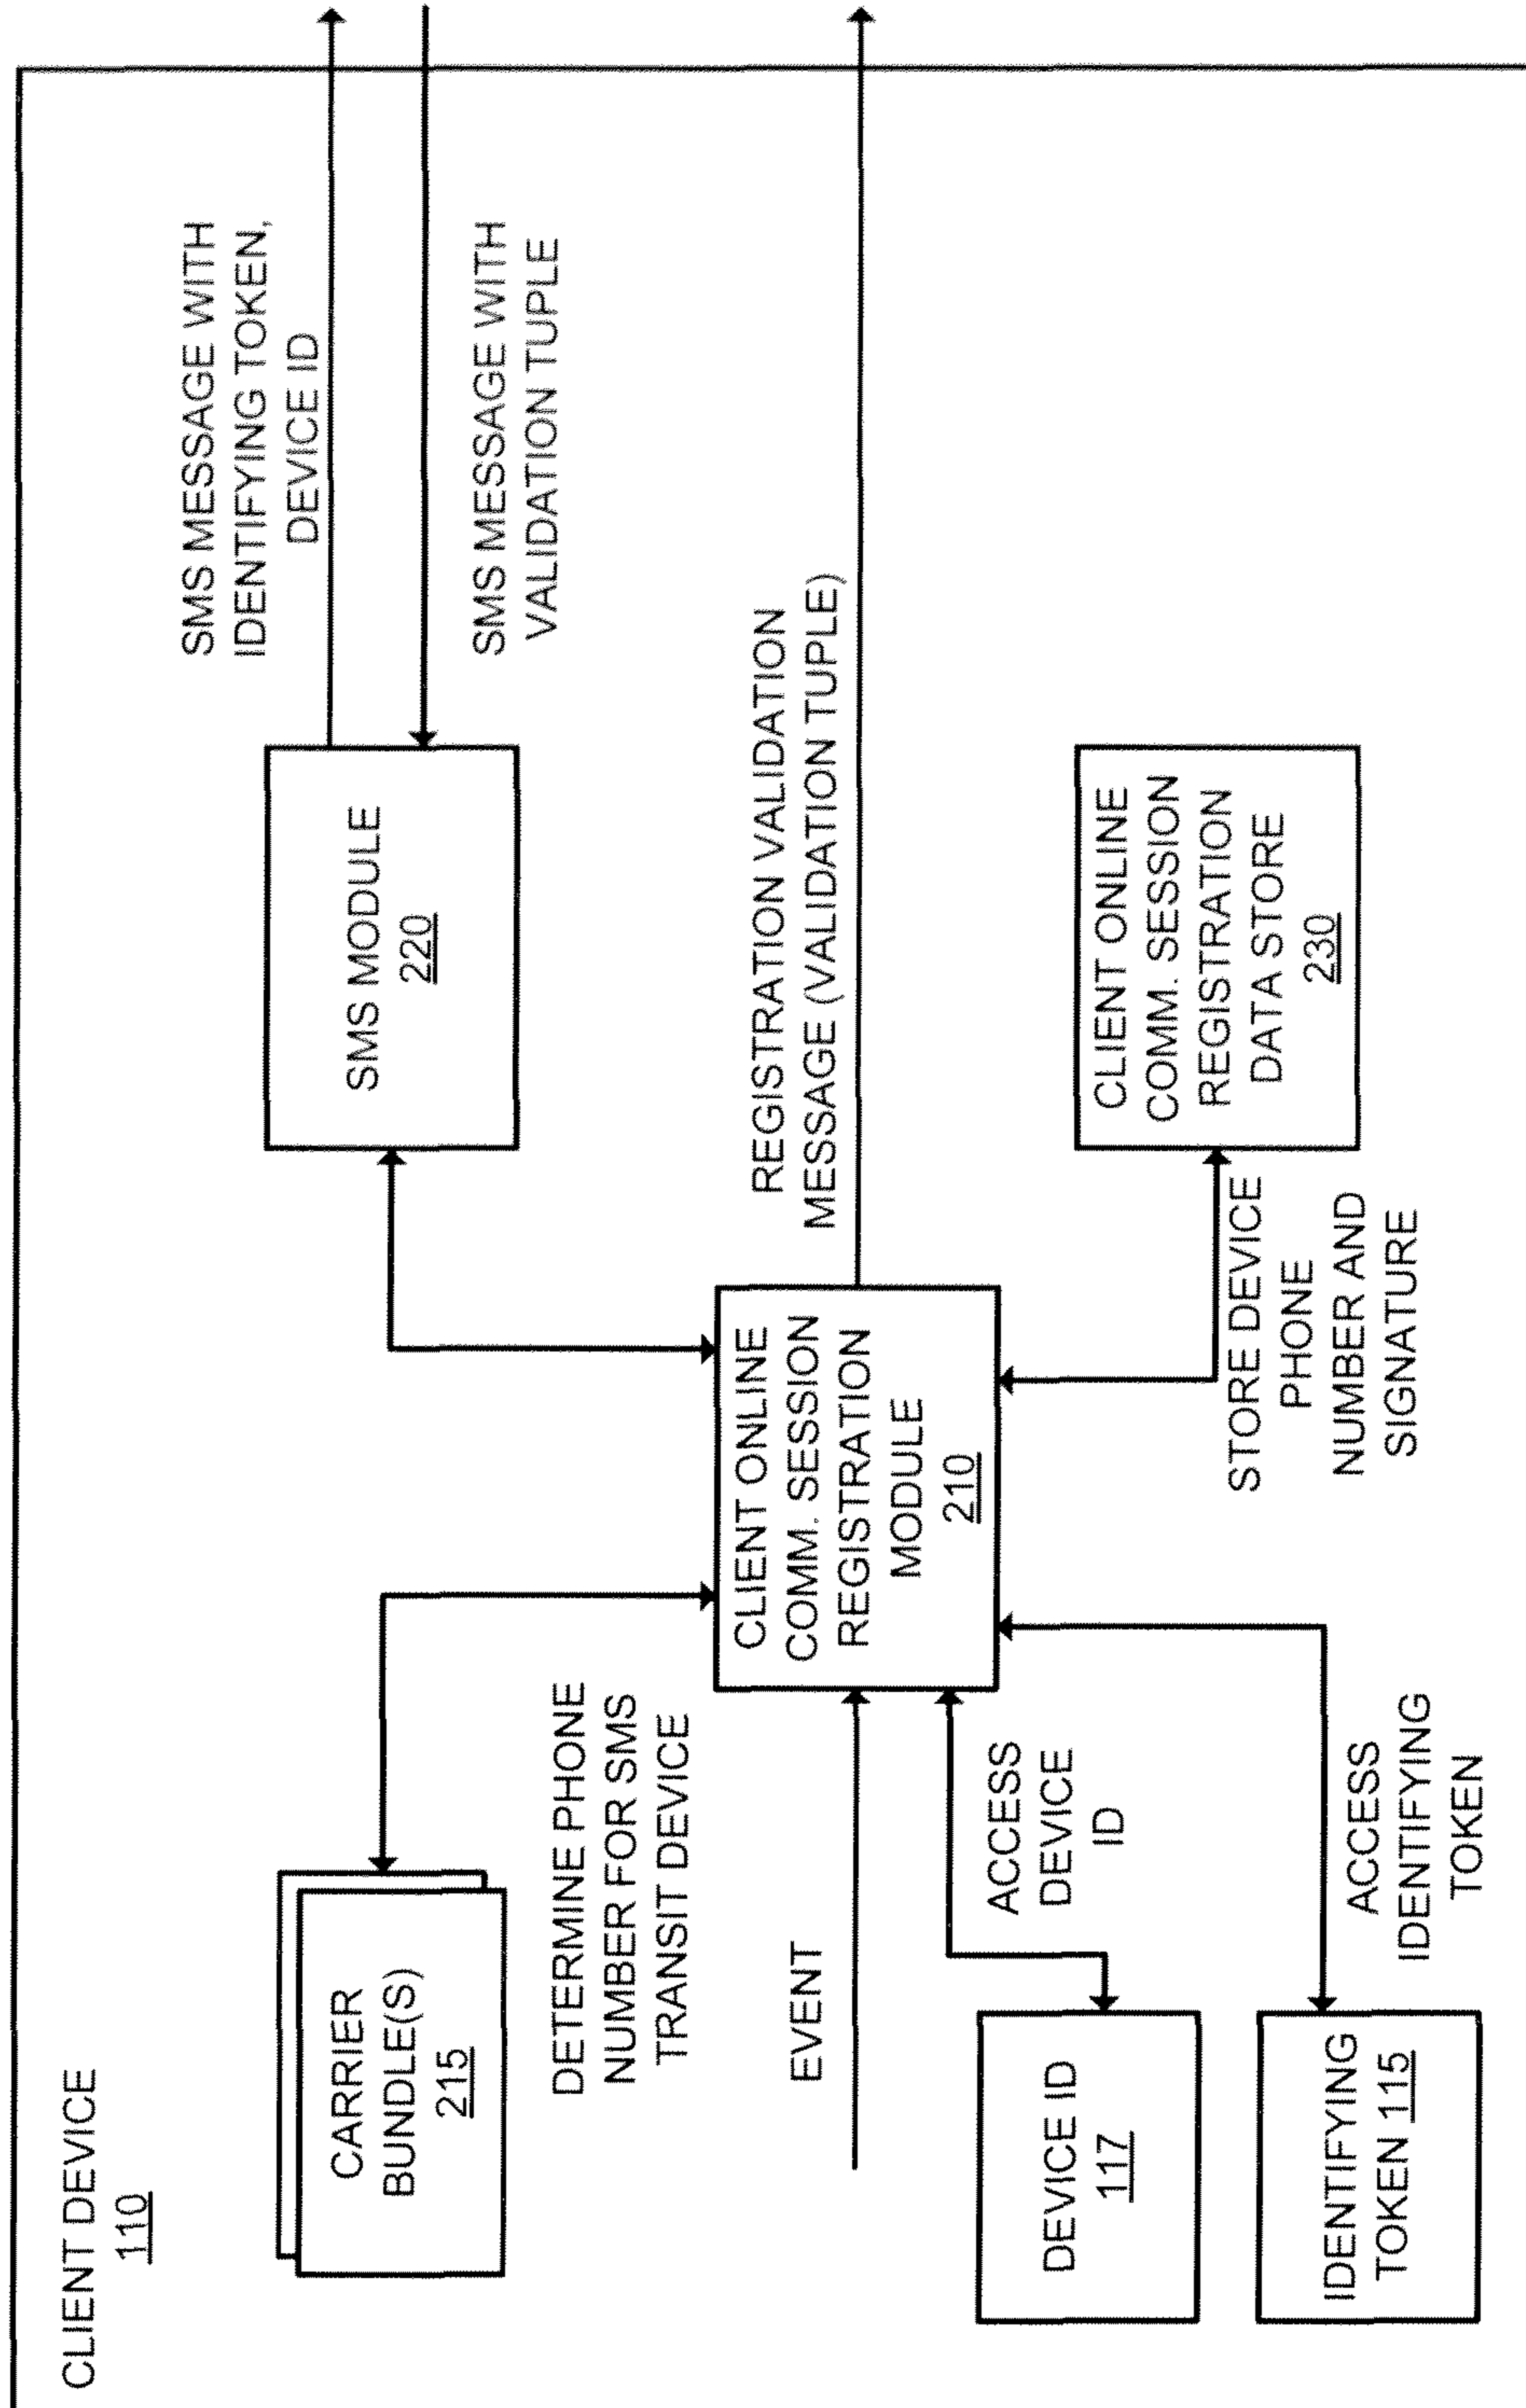 CLIENT DEVICE
110
CARRIER
BUNDLE(S)
215
DETERMINE PHONE
NUMBER FOR SMS
TRANSIT DEVICE
SMS MODULE
220
SMS MESSAGE WITH
IDENTIFYING TOKEN,
DEVICE ID
SMS MESSAGE WITH
VALIDATION TUPLE
EVENT
CLIENT ONLINE
COMM. SESSION
REGISTRATION
MODULE
210
REGISTRATION VALIDATION
MESSAGE (VALIDATION TUPLE)
DEVICE ID
117
ACCESS
DEVICE
ID
IDENTIFYING
TOKEN 115
ACCESS
IDENTIFYING
TOKEN
STORE DEVICE
PHONE
NUMBER AND
SIGNATURE
CLIENT ONLINE
COMM. SESSION
REGISTRATION
DATA STORE
230